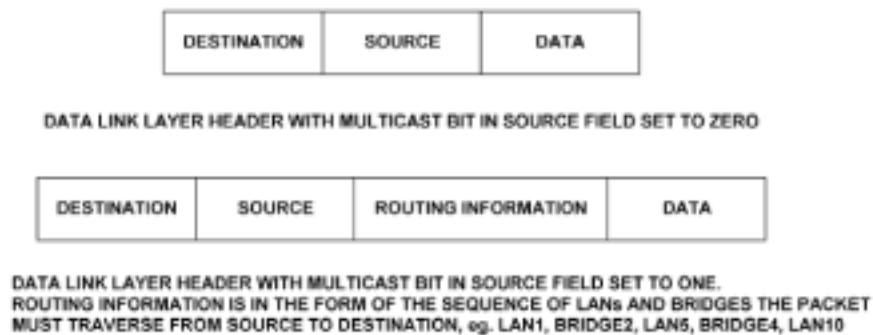 DESTINATION SOURCE DATA
DATA LINK LAYER HEADER WITH MULTICAST BIT IN SOURCE FIELD SET TO ZERO
DESTINATION SOURCE ROUTING INFORMATION DATA
DATA LINK LAYER HEADER WITH MULTICAST BIT IN SOURCE FIELD SET TO ONE.
ROUTING INFORMATION IS IN THE FORM OF THE SEQUENCE OF LANs AND BRIDGES THE PACKET
MUST TRAVERSE FROM SOURCE TO DESTINATION, eg. LAN1, BRIDGE2, LAN5, BRIDGE4, LAN10